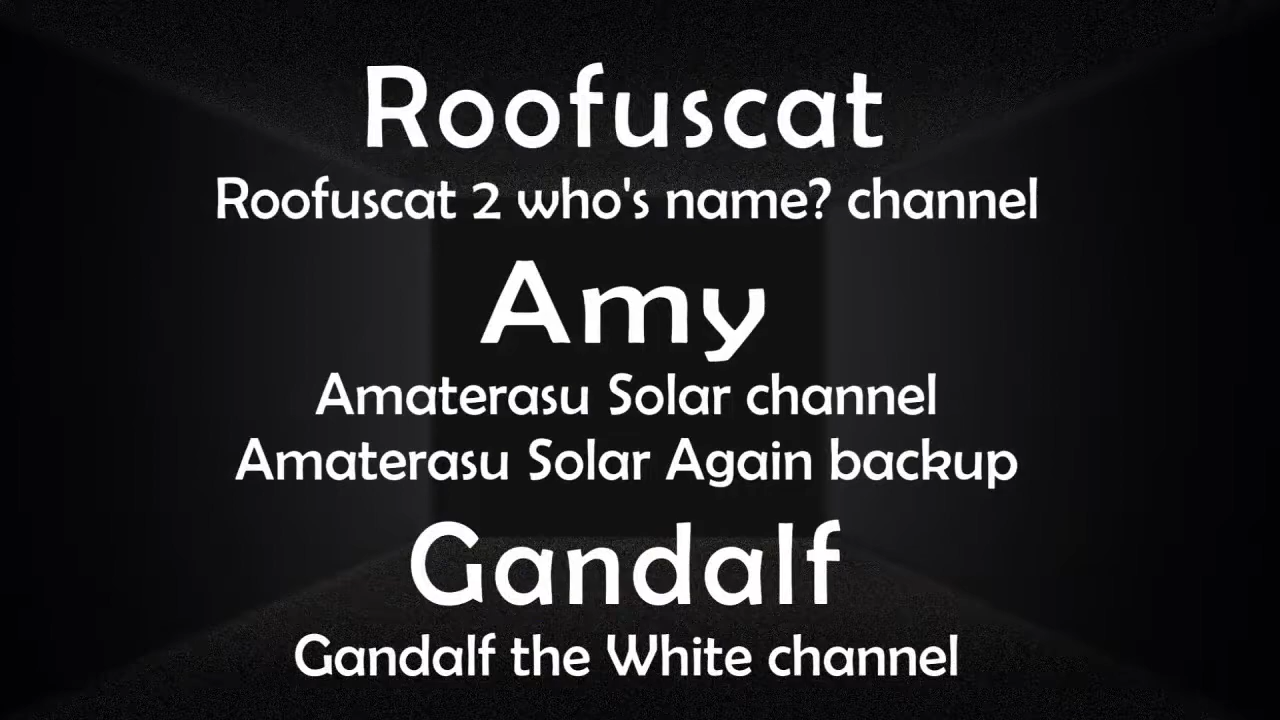 Roofuscat
Roofuscat 2 who's name? channel
Amy
Amaterasu Solar channel
Amaterasu Solar Again backup
Gandalf
Gandalf the White channel